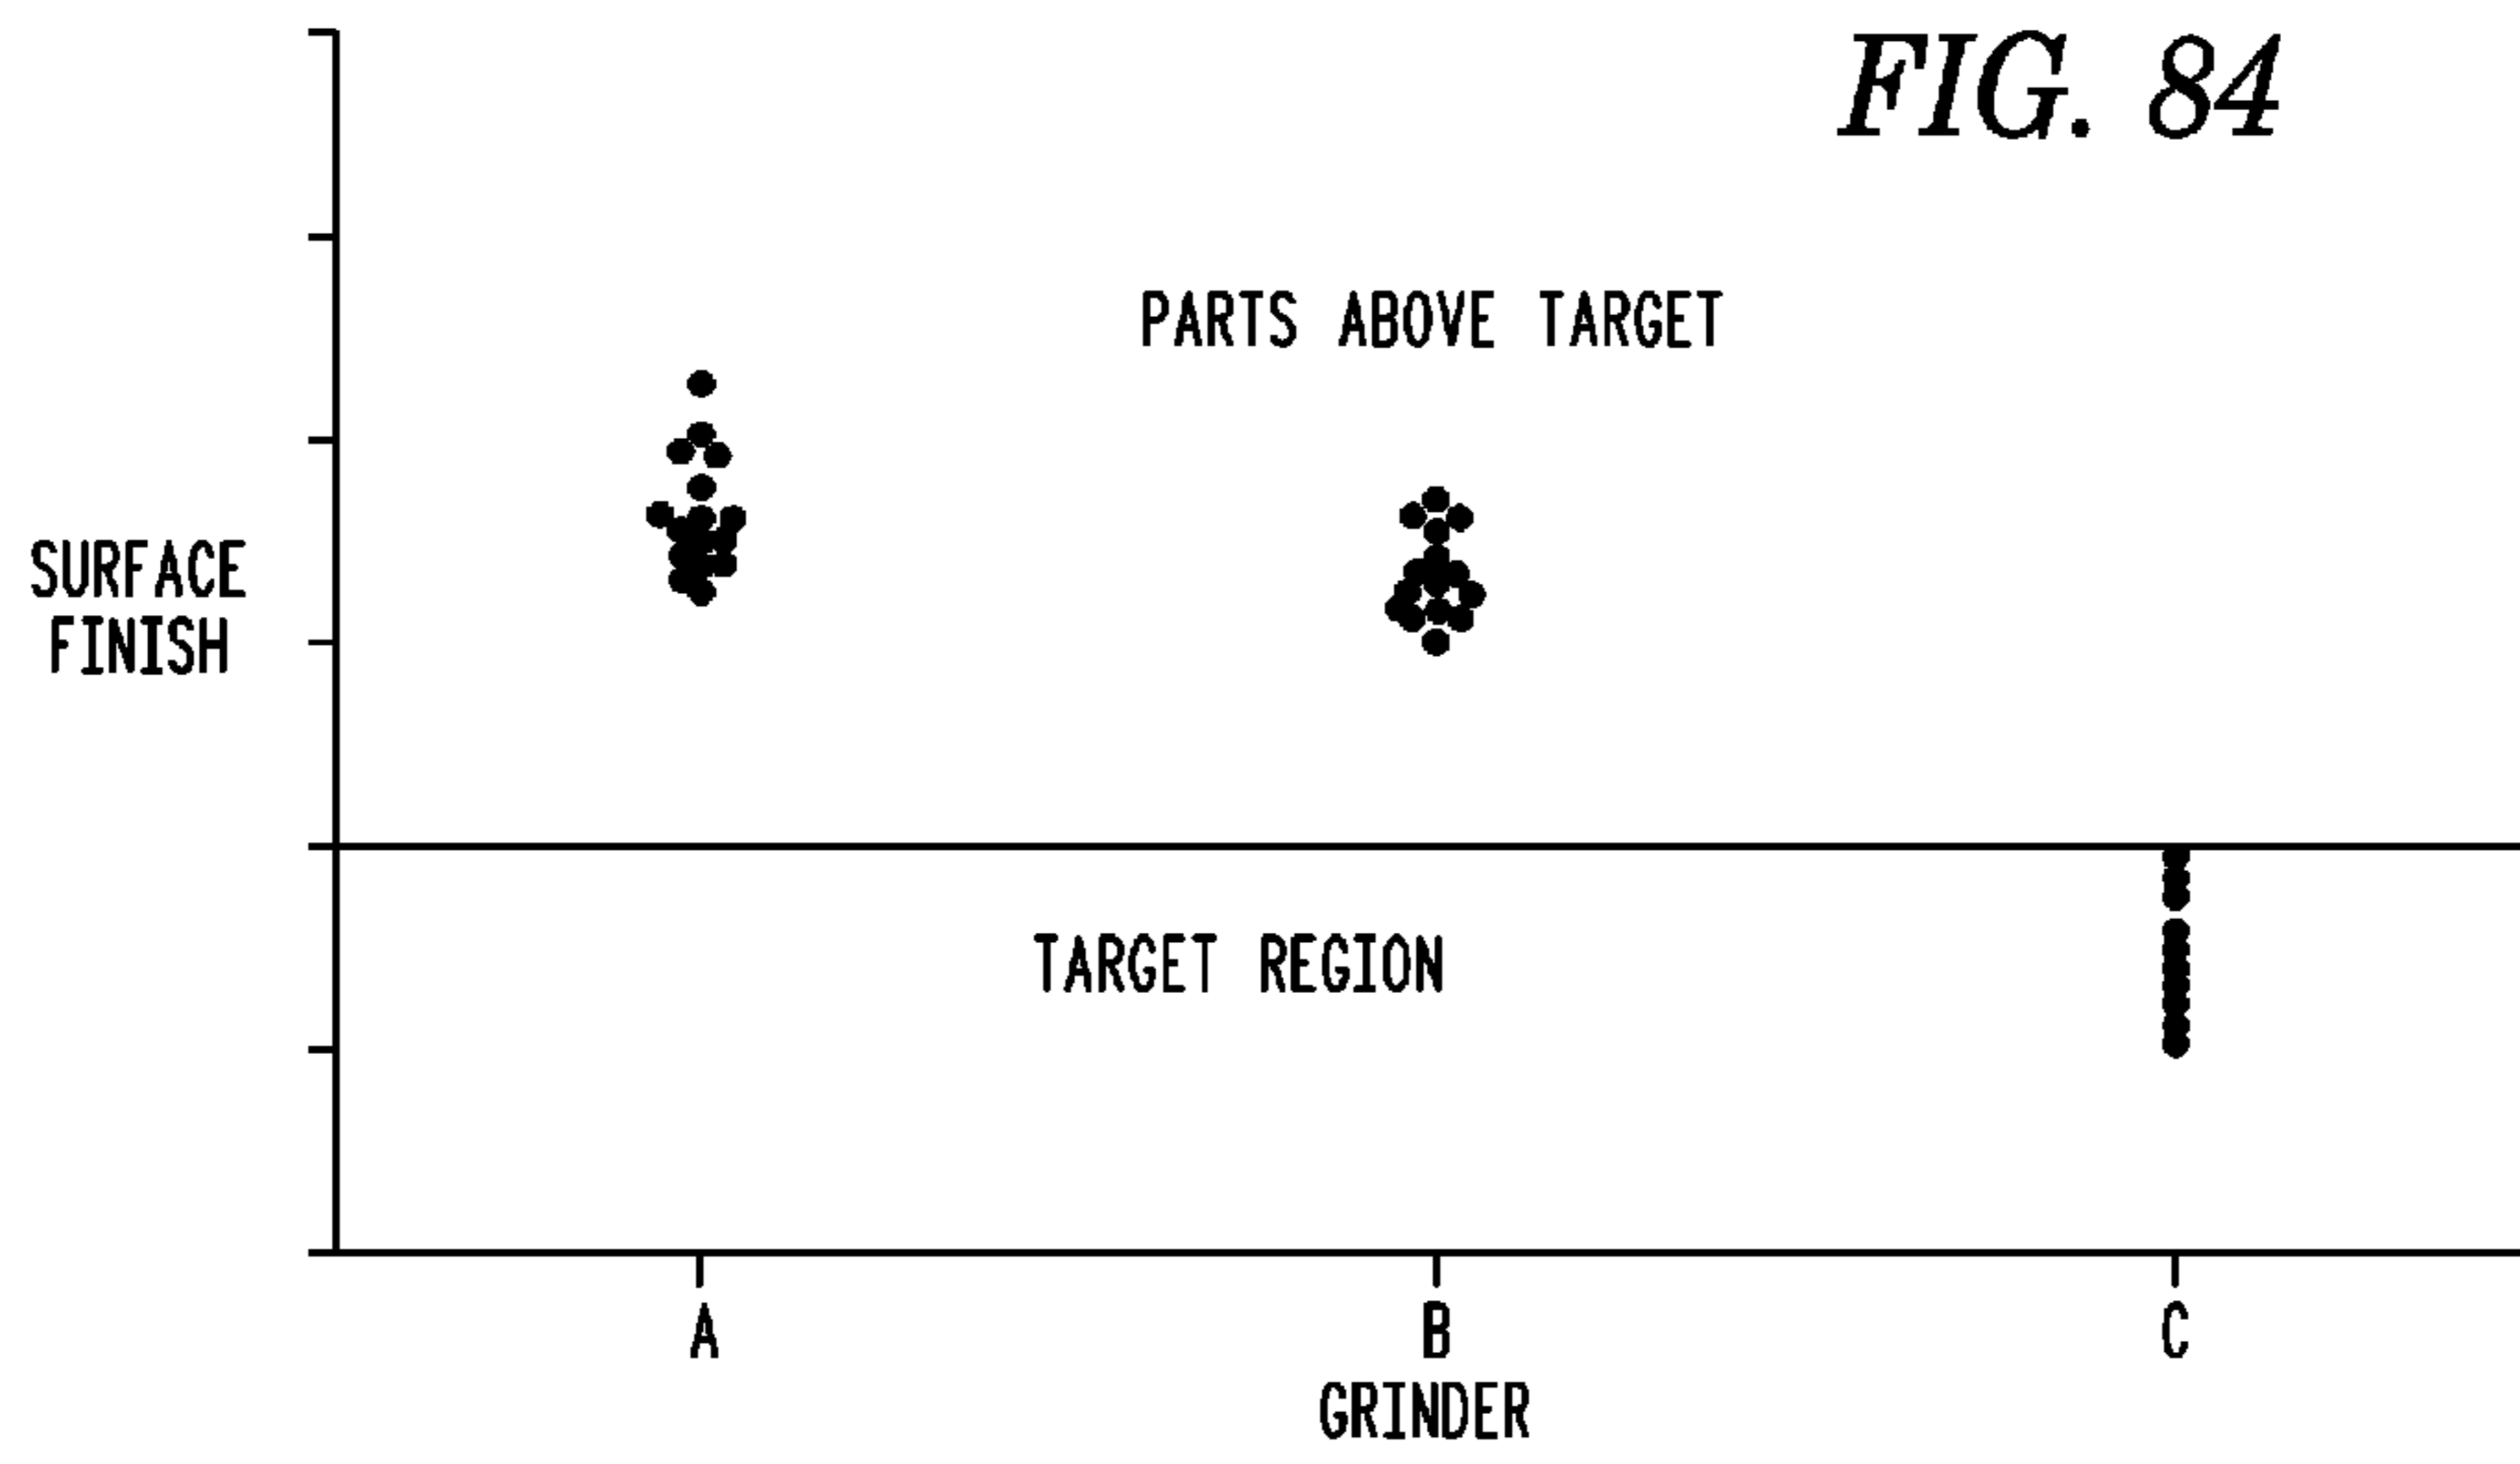 FIG. 84
PARTS ABOVE TARGET
SURFACE
FINISH
TARGET REGION
A
B
C
GRINDER